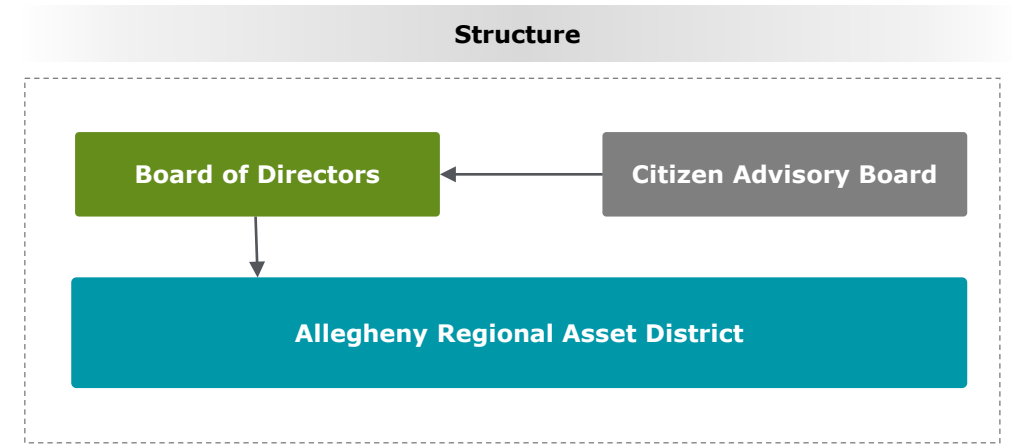 Structure
Board of Directors
Citizen Advisory Board
Allegheny Regional Asset District